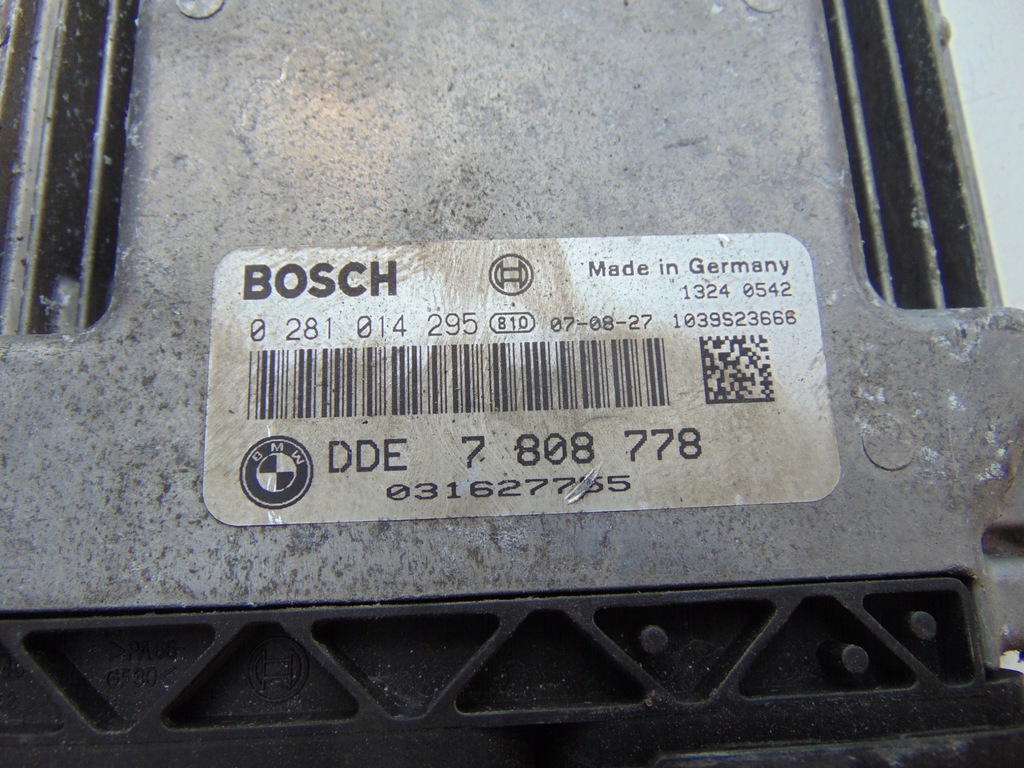 BOSCH
Made in Germany
1324 0542
0 281 014 295 810 07-08-27 1039S23666
BMW
DDE 7 808 778